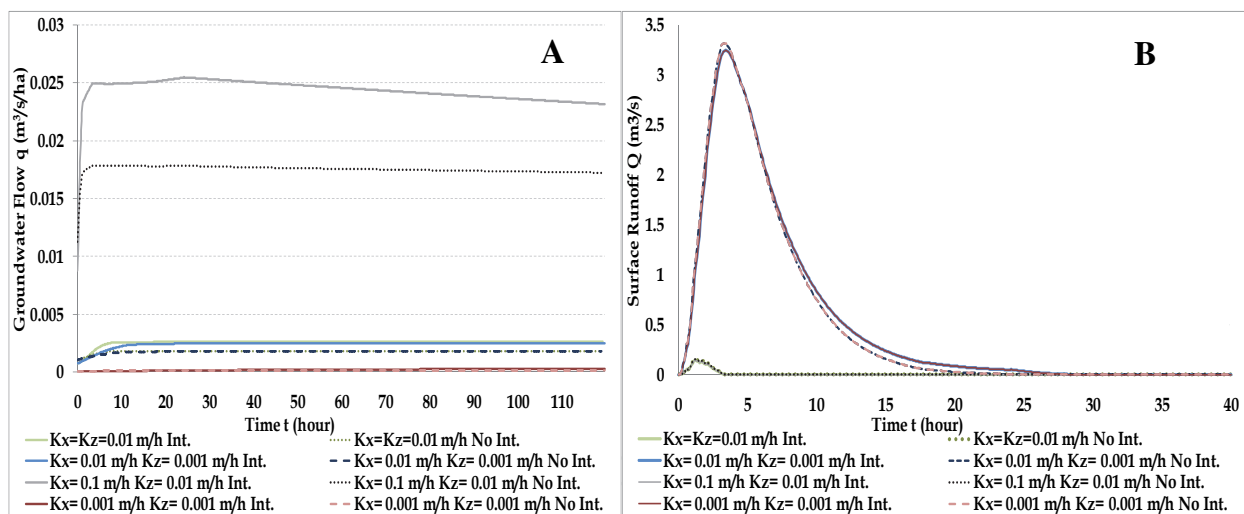 A
Groundwater Flow q (m³/s/ha)
0.03
0.025
0.02
0.015
0.01
0.005
0
0 10 20 30 40 50 60 70 80 90 100 110
Time t (hour)
Kx=Kz=0.01 m/h Int.
Kx=Kz=0.01 m/h No Int.
Kx= 0.01 m/h Kz= 0.001 m/h Int.
Kx= 0.01 m/h Kz= 0.001 m/h No Int.
Kx= 0.1 m/h Kz= 0.01 m/h Int.
Kx= 0.1 m/h Kz= 0.01 m/h No Int.
Kx= 0.001 m/h Kz= 0.001 m/h Int.
Kx= 0.001 m/h Kz= 0.001 m/h No Int.
B
Surface Runoff Q (m3/s)
3.5
3
2.5
2
1.5
1
0.5
0
0 5 10 15 20 25 30 35 40
Time t (hour)
Kx=Kz=0.01 m/h Int.
Kx=Kz=0.01 m/h No Int.
Kx= 0.01 m/h Kz= 0.001 m/h Int.
Kx= 0.01 m/h Kz= 0.001 m/h No Int.
Kx= 0.1 m/h Kz= 0.01 m/h Int.
Kx= 0.1 m/h Kz= 0.01 m/h No Int.
Kx= 0.001 m/h Kz= 0.001 m/h Int.
Kx= 0.001 m/h Kz= 0.001 m/h No Int.